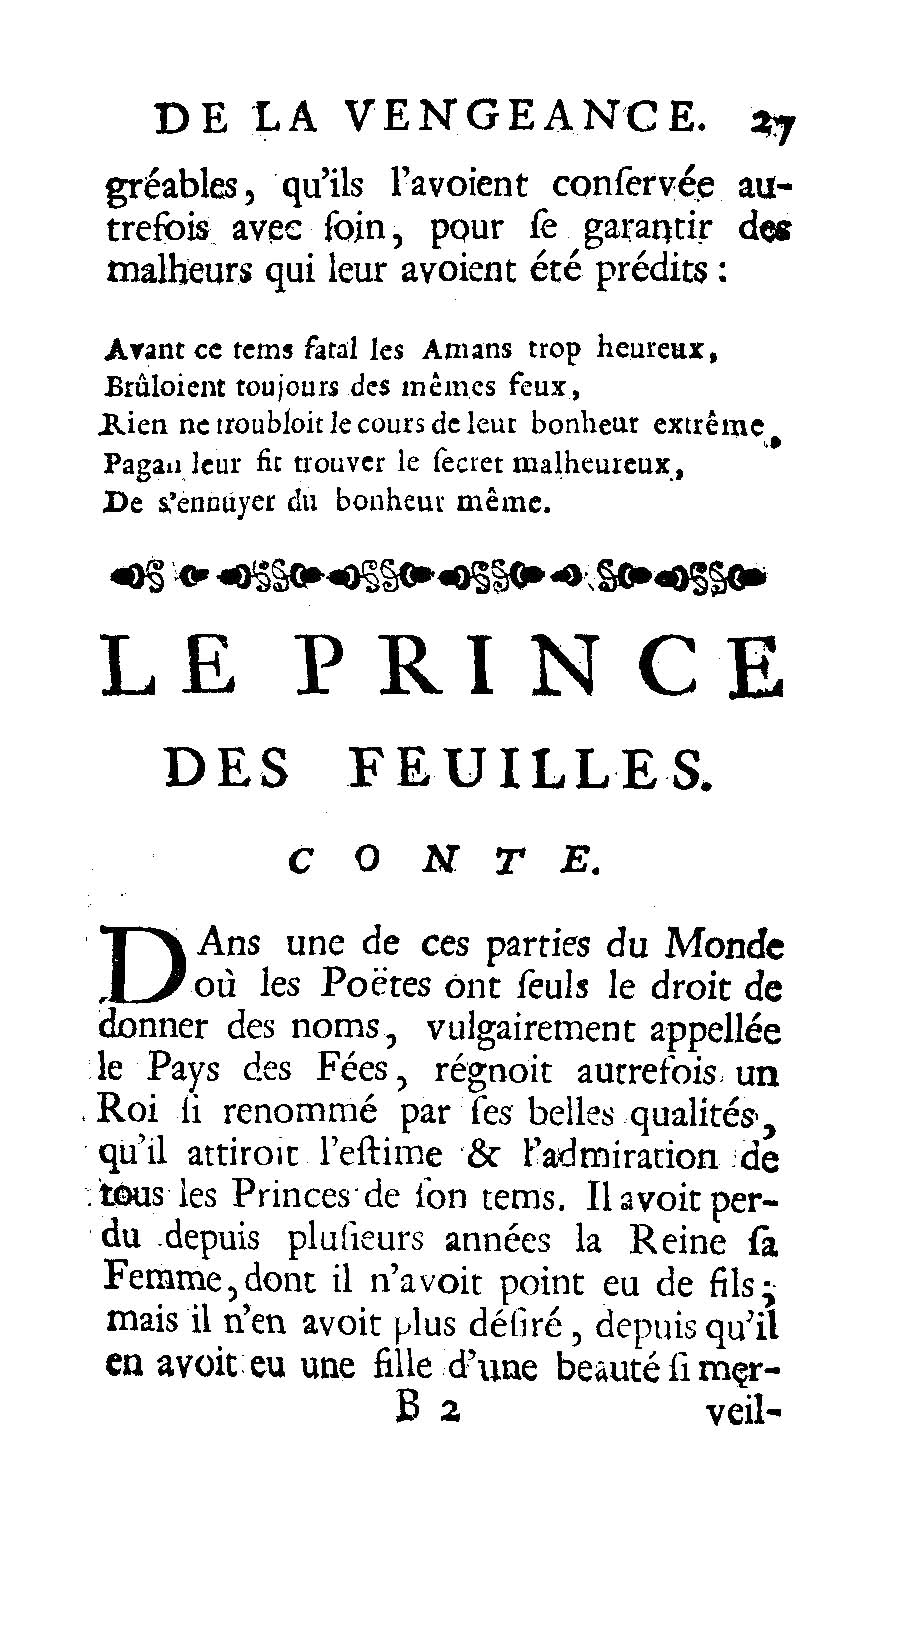 DE LA VENGEANCE. 27
gréables, qu'ils l'avoient conſervée au-
trefois avec ſoin, pour ſe garantir des
malheurs qui leur avoient été prédits :
Avant ce tems fatal les Amans trop heureux,
Brûloient toujours des mêmes feux,
Rien ne troubloit le cours de leur bonheur extrême,
Pagan leur fit trouver le ſecret malheureux,
De s'ennuyer du bonheur même.
LE PRINCE
DES FEUILLES.
CONTE.
DAns une de ces parties du Monde
où les Poëtes ont ſeuls le droit de
donner des noms, vulgairement appellée
le Pays des Fées, régnoit autrefois un
Roi ſi renommé par ſes belles qualités,
qu'il attiroit l'eſtime & l'admiration de
tous les Princes de ſon tems. Il avoit per-
du depuis pluſieurs années la Reine ſa
Femme, dont il n'avoit point eu de fils;
mais il n'en avoit plus déſiré, depuis qu'il
en avoit eu une fille d'une beauté ſi mer-
B 2 veil-